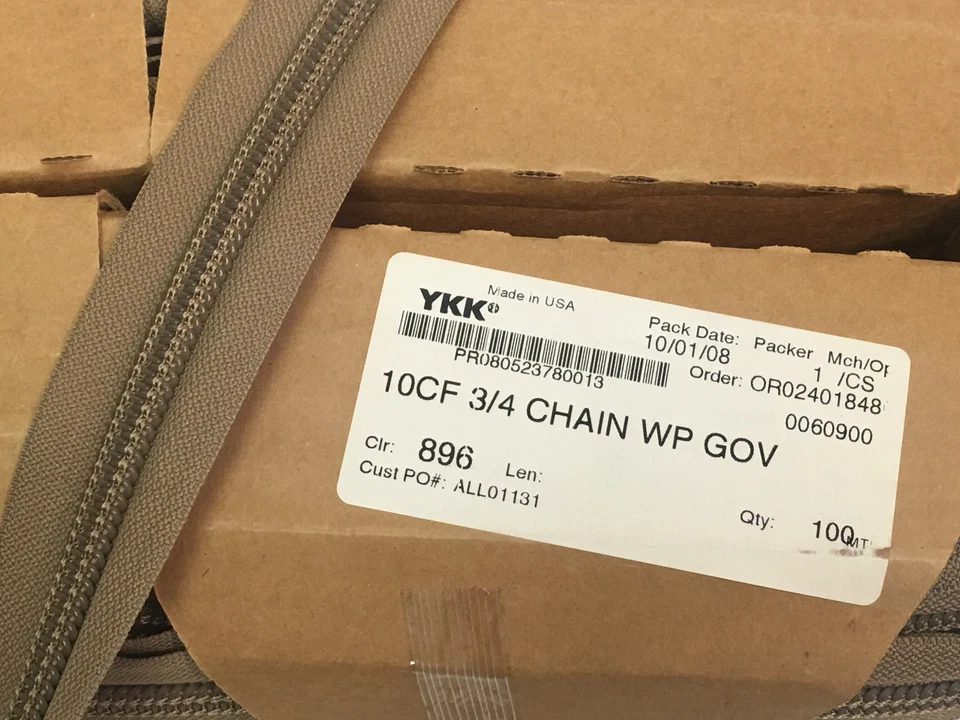 YKK® Made in USA
Pack Date: Packer Mch/Op
10/01/08 1 /CS
PR080523780013
Order: OR02401848
0060900
10CF 3/4 CHAIN WP GOV
Clr: 896 Len:
Cust PO#: ALL01131
Qty: 100MT